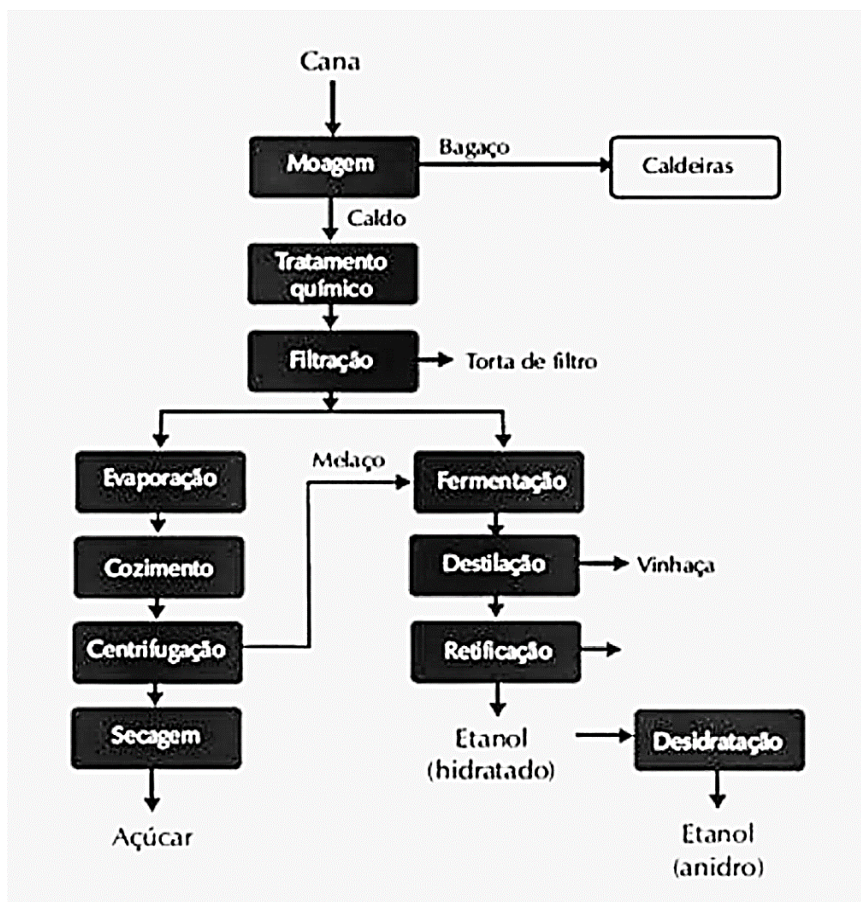 Cana
Moagem
Bagaço
Caldeiras
Caldo
Tratamento
químico
Filtração
Torta de filtro
Evaporação
Melaço
Fermentação
Cozimento
Destilação
Vinhaça
Centrifugação
Retificação
Secagem
Etanol
(hidratado)
Desidratação
Açúcar
Etanol
(anidro)